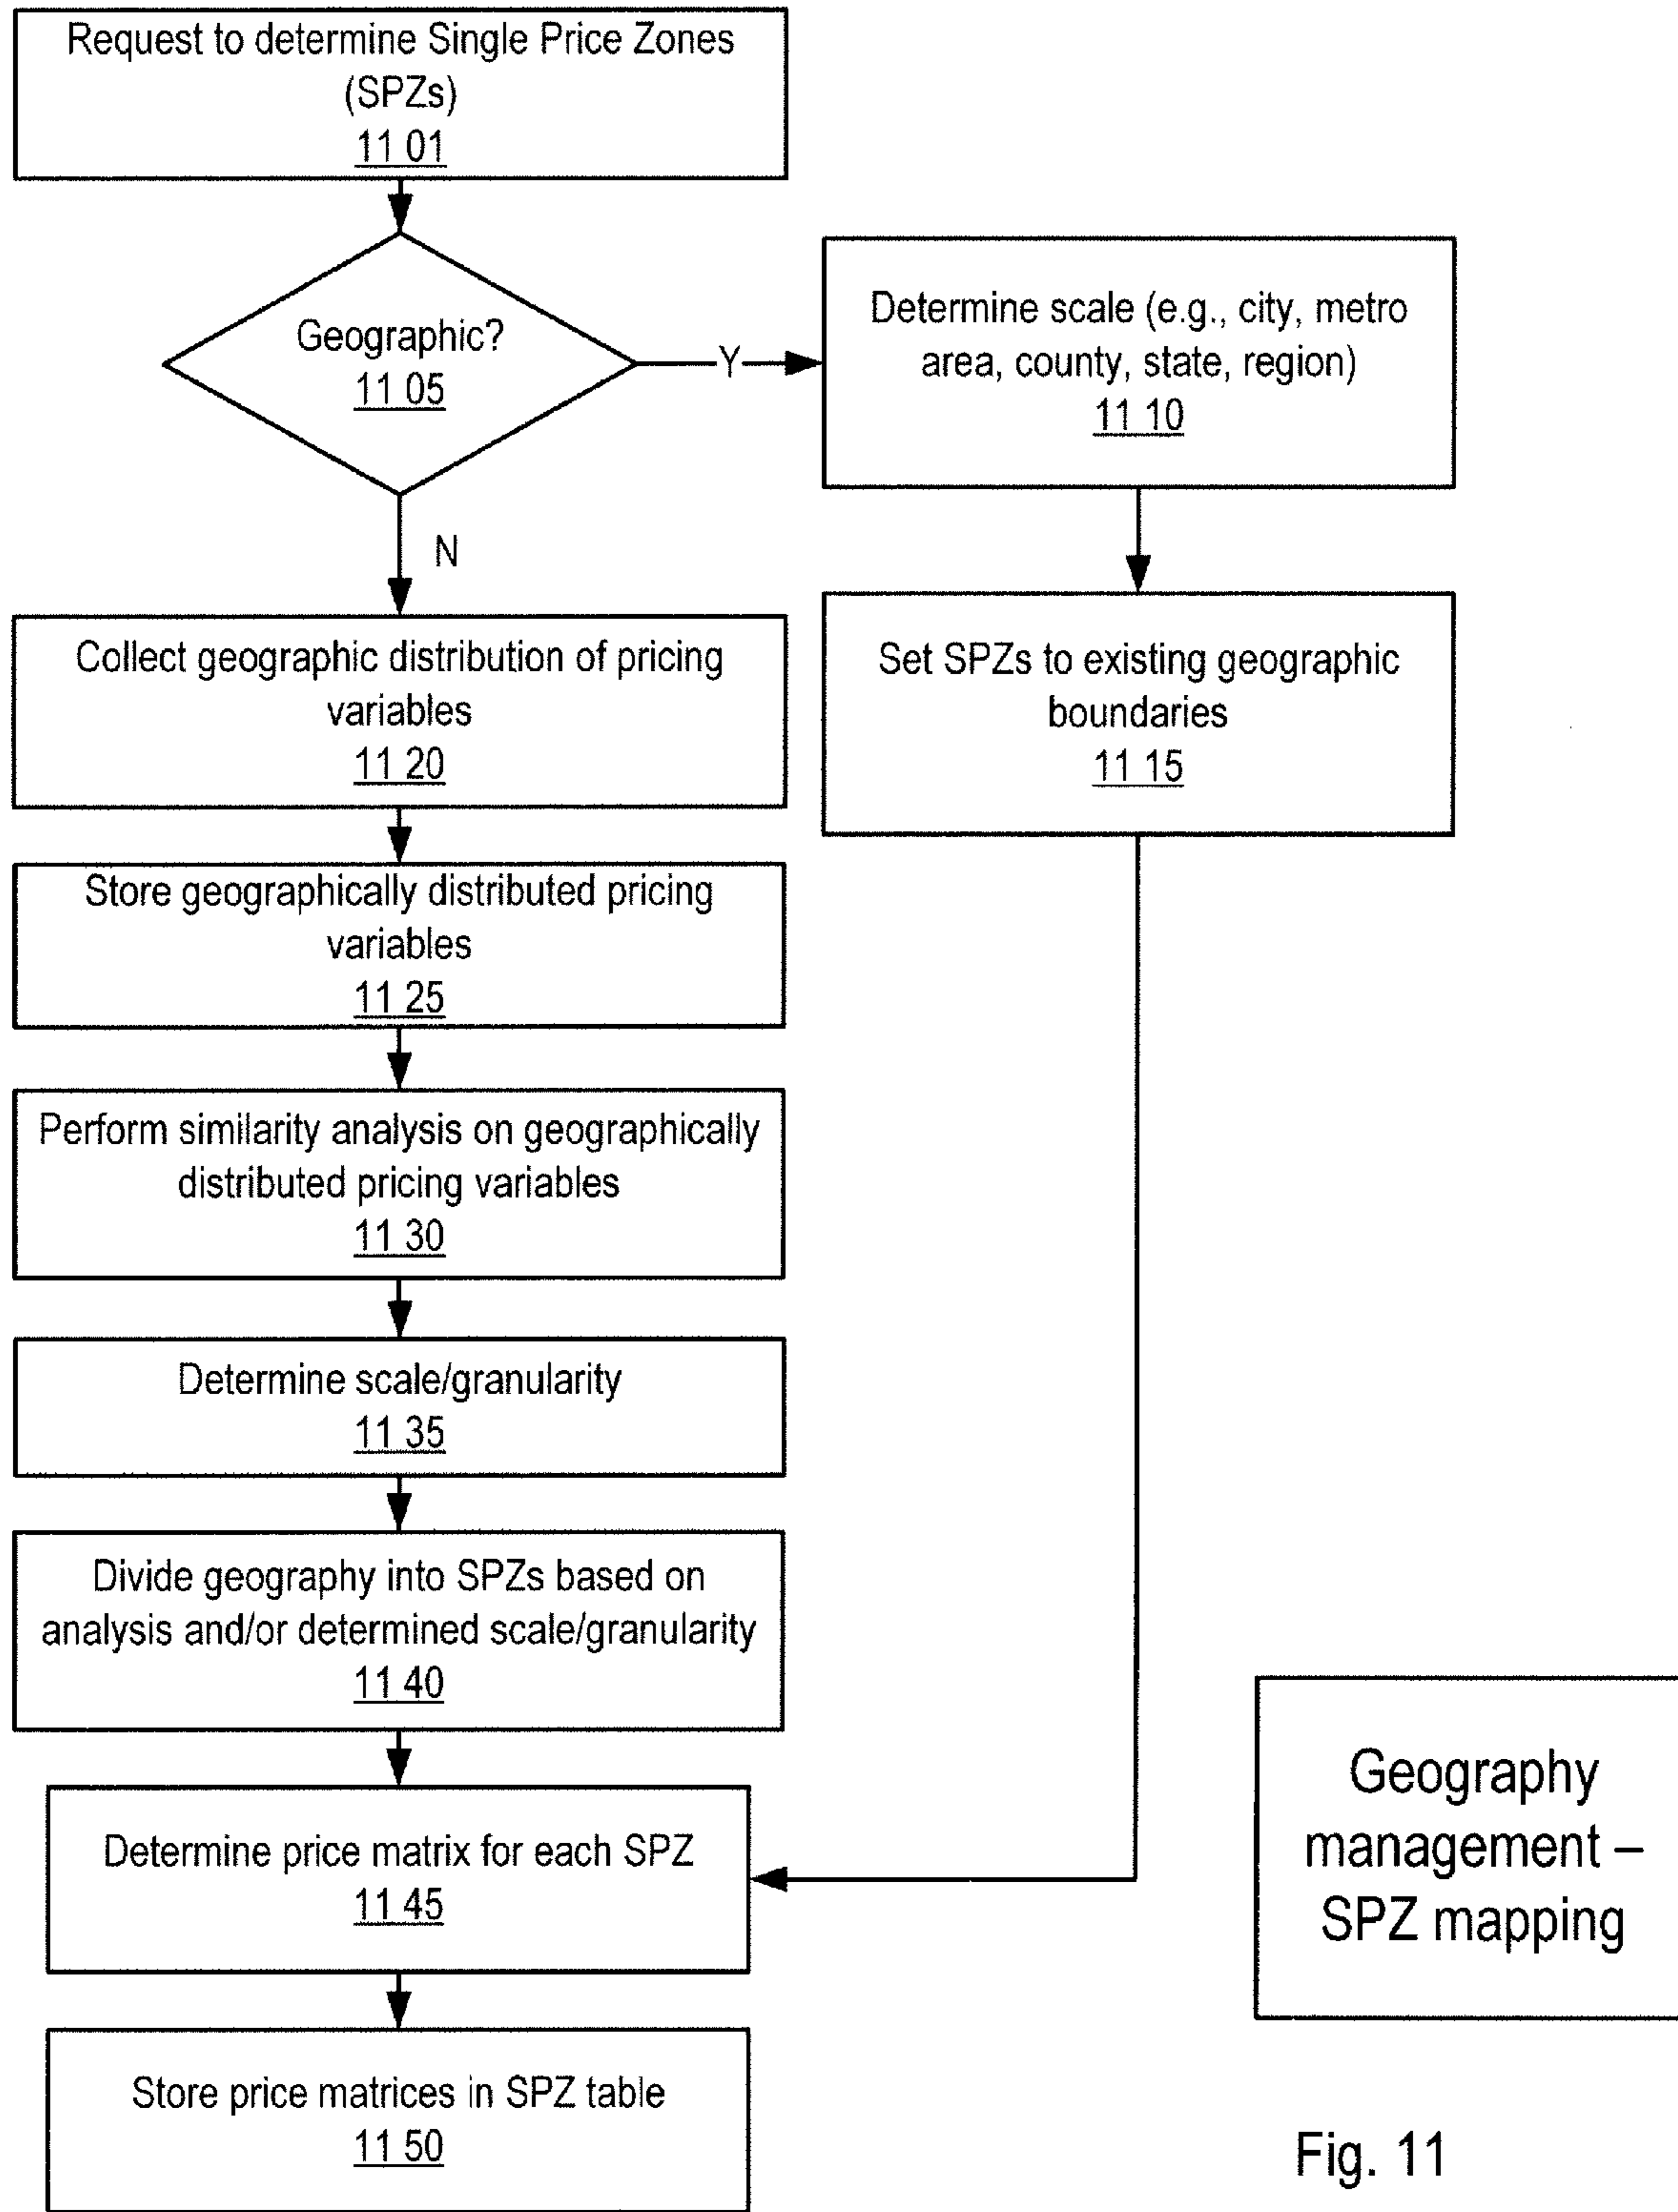 Request to determine Single Price Zones
(SPZs)
11 01
Geographic?
11 05
Y
Determine scale (e.g., city, metro
area, county, state, region)
11 10
N
Set SPZs to existing geographic
boundaries
11 15
Collect geographic distribution of pricing
variables
11 20
Store geographically distributed pricing
variables
11 25
Perform similarity analysis on geographically
distributed pricing variables
11 30
Determine scale/granularity
11 35
Divide geography into SPZs based on
analysis and/or determined scale/granularity
11 40
Determine price matrix for each SPZ
11 45
Store price matrices in SPZ table
11 50
Geography
management –
SPZ mapping
Fig. 11